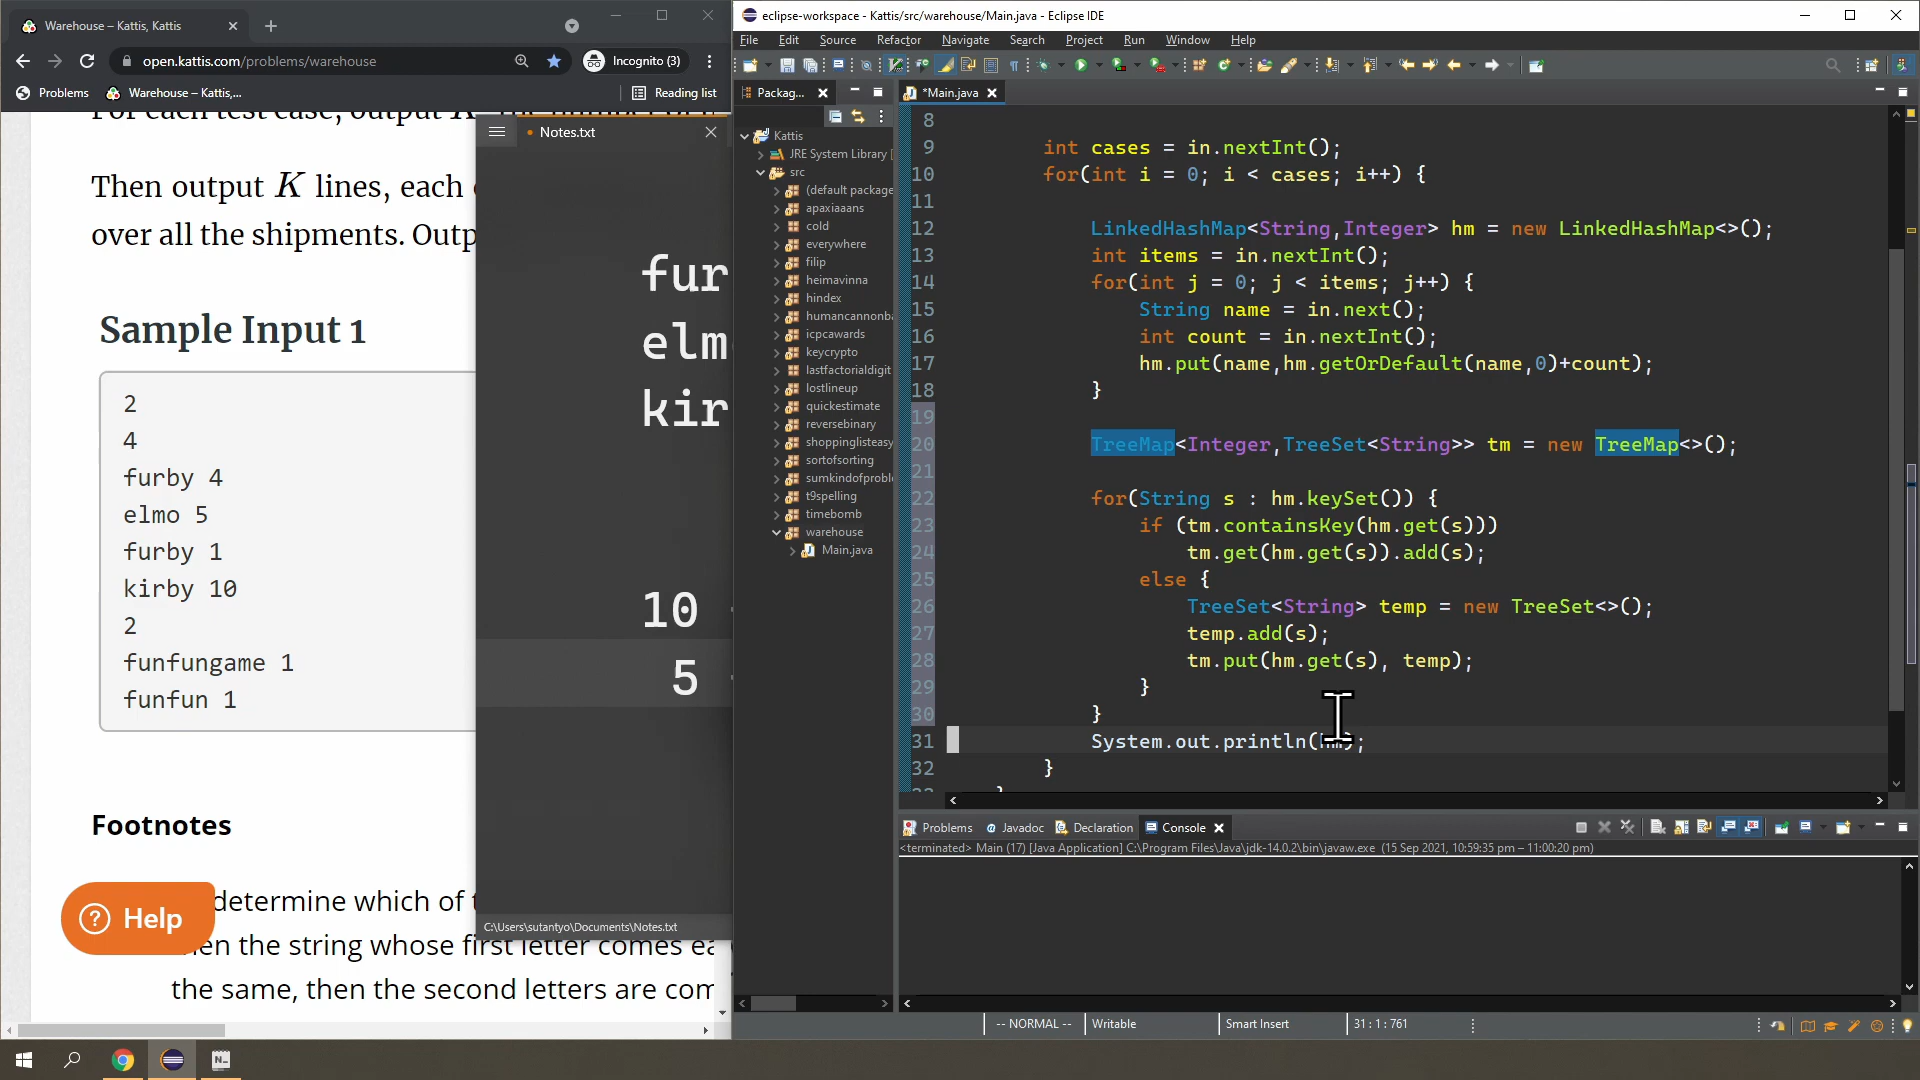 Warehouse – Kattis, Kattis
Incognito (3)
open.kattis.com/problems/warehouse
Problems
Warehouse – Kattis,...
Reading list
For each test case, output K
Then output K lines, each
over all the shipments. Outp
Sample Input 1
2
4
furby 4
elmo 5
furby 1
kirby 10
2
funfungame 1
funfun 1
Footnotes
determine which of t
en the string whose first letter comes ea
the same, then the second letters are com
Help
Notes.txt
fur
elm
kir
10
5
C:\Users\sutantyo\Documents\Notes.txt
eclipse-workspace - Kattis/src/warehouse/Main.java - Eclipse IDE
File Edit Source Refactor Navigate Search Project Run Window Help
Packag...
Kattis
JRE System Library [
src
(default package
apaxiaaans
cold
everywhere
filip
heimavinna
hindex
humancannonba
icpcawards
keycrypto
lastfactorialdigit
lostlineup
quickestimate
reversebinary
shoppinglisteasy
sortofsorting
sumkindofproble
t9spelling
timebomb
warehouse
Main.java
*Main.java
8
9 int cases = in.nextInt();
10 for(int i = 0; i < cases; i++) {
11
12 LinkedHashMap<String,Integer> hm = new LinkedHashMap<>();
13 int items = in.nextInt();
14 for(int j = 0; j < items; j++) {
15 String name = in.next();
16 int count = in.nextInt();
17 hm.put(name,hm.getOrDefault(name,0)+count);
18 }
19
20 TreeMap<Integer,TreeSet<String>> tm = new TreeMap<>();
21
22 for(String s : hm.keySet()) {
23 if (tm.containsKey(hm.get(s)))
24 tm.get(hm.get(s)).add(s);
25 else {
26 TreeSet<String> temp = new TreeSet<>();
27 temp.add(s);
28 tm.put(hm.get(s), temp);
29 }
30 }
31 System.out.println(hm);
32 }
}
Problems Javadoc Declaration Console
<terminated> Main (17) [Java Application] C:\Program Files\Java\jdk-14.0.2\bin\javaw.exe (15 Sep 2021, 10:59:35 pm – 11:00:20 pm)
-- NORMAL -- Writable Smart Insert 31 : 1 : 761